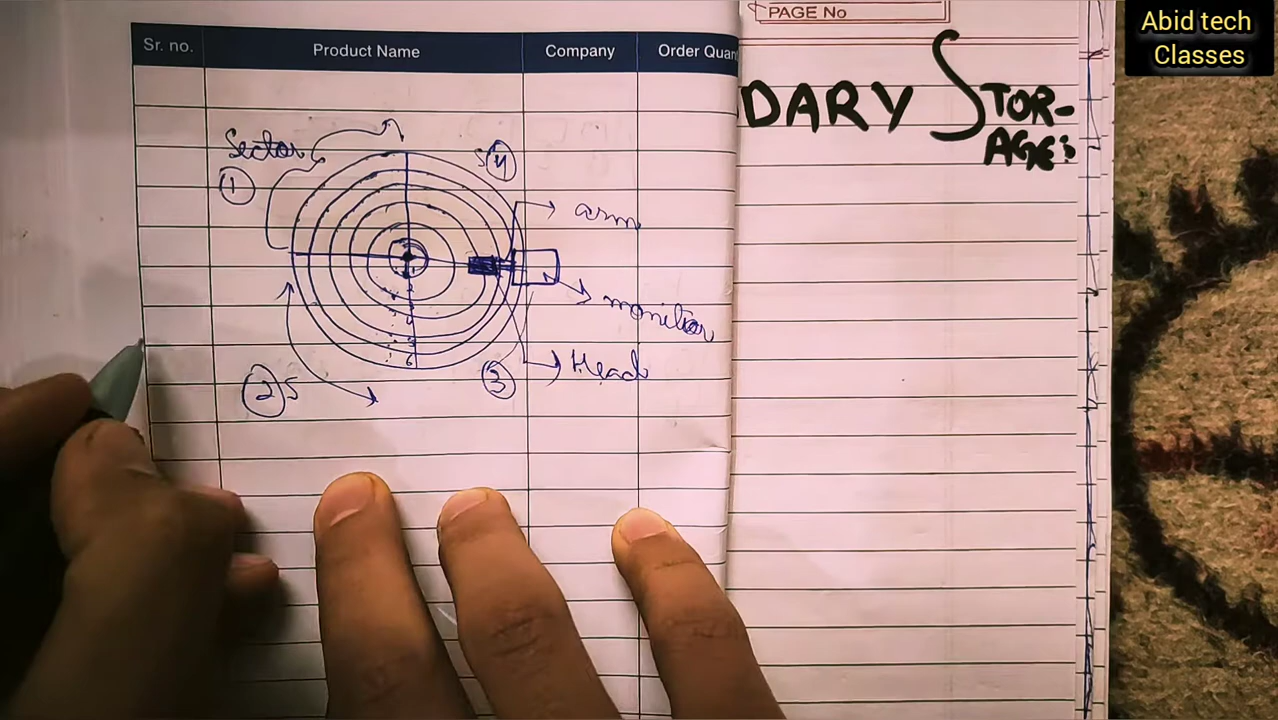 Abid tech
Classes
PAGE No
DARY STOR-
AGE:
Sr. no. Product Name Company Order Quan
Sector
1
S 4
arm
monitor
Head
2 S
3